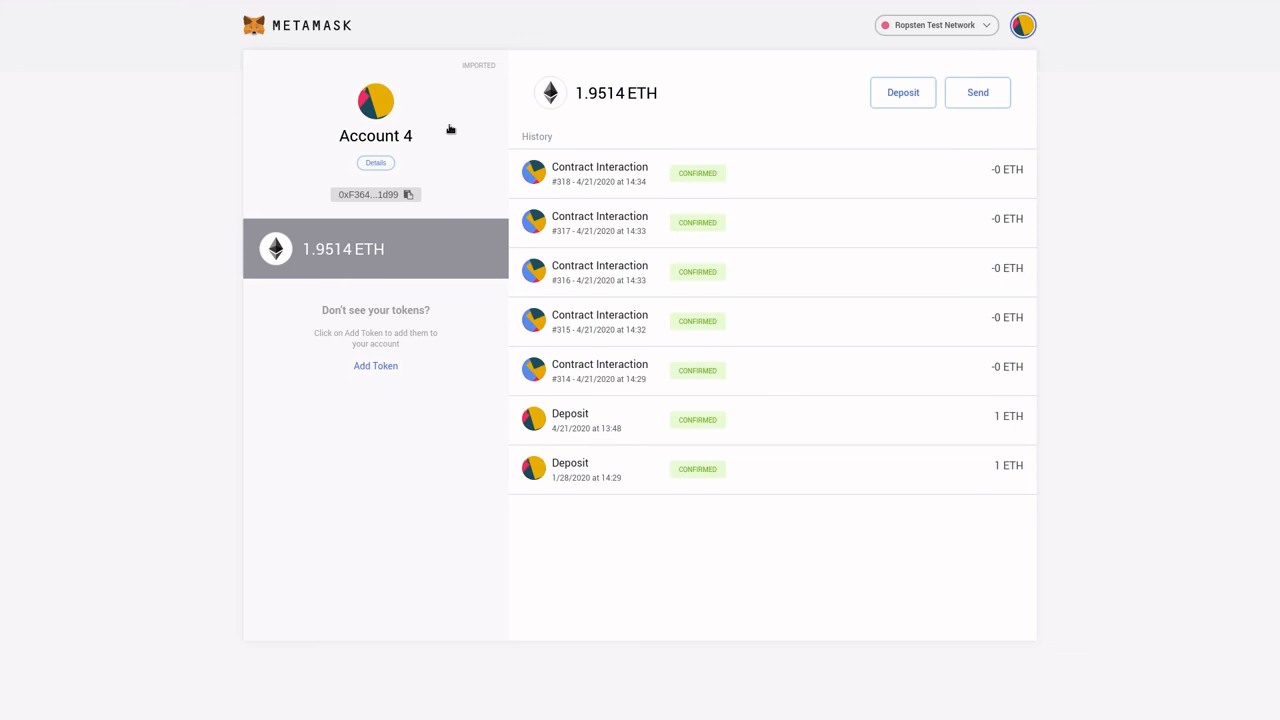 METAMASK
Ropsten Test Network
IMPORTED
Account 4
Details
0xF364...1d99
1.9514 ETH
Don't see your tokens?
Click on Add Token to add them to
your account
Add Token
1.9514 ETH
Deposit
Send
History
Contract Interaction
#318 - 4/21/2020 at 14:34
CONFIRMED
-0 ETH
Contract Interaction
#317 - 4/21/2020 at 14:33
CONFIRMED
-0 ETH
Contract Interaction
#316 - 4/21/2020 at 14:33
CONFIRMED
-0 ETH
Contract Interaction
#315 - 4/21/2020 at 14:32
CONFIRMED
-0 ETH
Contract Interaction
#314 - 4/21/2020 at 14:29
CONFIRMED
-0 ETH
Deposit
4/21/2020 at 13:48
CONFIRMED
1 ETH
Deposit
1/28/2020 at 14:29
CONFIRMED
1 ETH